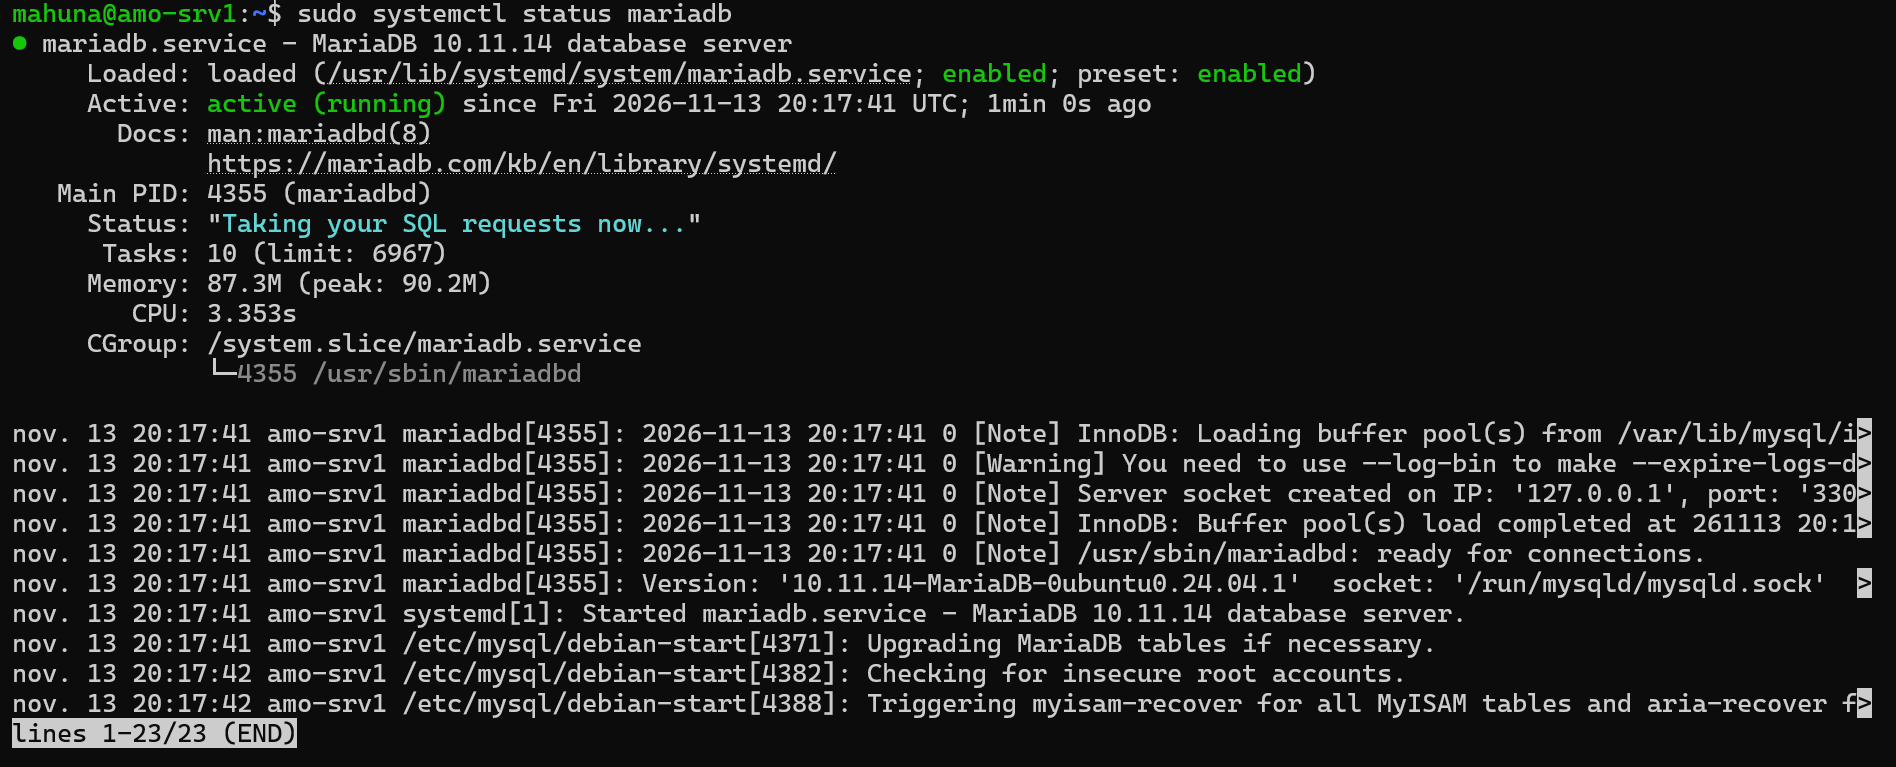 mahuna@amo-srv1:~$ sudo systemctl status mariadb
● mariadb.service - MariaDB 10.11.14 database server
     Loaded: loaded (/usr/lib/systemd/system/mariadb.service; enabled; preset: enabled)
     Active: active (running) since Fri 2026-11-13 20:17:41 UTC; 1min 0s ago
       Docs: man:mariadbd(8)
             https://mariadb.com/kb/en/library/systemd/
   Main PID: 4355 (mariadbd)
     Status: "Taking your SQL requests now..."
      Tasks: 10 (limit: 6967)
     Memory: 87.3M (peak: 90.2M)
        CPU: 3.353s
     CGroup: /system.slice/mariadb.service
             └─4355 /usr/sbin/mariadbd

nov. 13 20:17:41 amo-srv1 mariadbd[4355]: 2026-11-13 20:17:41 0 [Note] InnoDB: Loading buffer pool(s) from /var/lib/mysql/i>
nov. 13 20:17:41 amo-srv1 mariadbd[4355]: 2026-11-13 20:17:41 0 [Warning] You need to use --log-bin to make --expire-logs-d>
nov. 13 20:17:41 amo-srv1 mariadbd[4355]: 2026-11-13 20:17:41 0 [Note] Server socket created on IP: '127.0.0.1', port: '330>
nov. 13 20:17:41 amo-srv1 mariadbd[4355]: 2026-11-13 20:17:41 0 [Note] InnoDB: Buffer pool(s) load completed at 261113 20:1>
nov. 13 20:17:41 amo-srv1 mariadbd[4355]: 2026-11-13 20:17:41 0 [Note] /usr/sbin/mariadbd: ready for connections.
nov. 13 20:17:41 amo-srv1 mariadbd[4355]: Version: '10.11.14-MariaDB-0ubuntu0.24.04.1'  socket: '/run/mysqld/mysqld.sock'  >
nov. 13 20:17:41 amo-srv1 systemd[1]: Started mariadb.service - MariaDB 10.11.14 database server.
nov. 13 20:17:41 amo-srv1 /etc/mysql/debian-start[4371]: Upgrading MariaDB tables if necessary.
nov. 13 20:17:42 amo-srv1 /etc/mysql/debian-start[4382]: Checking for insecure root accounts.
nov. 13 20:17:42 amo-srv1 /etc/mysql/debian-start[4388]: Triggering myisam-recover for all MyISAM tables and aria-recover f>
lines 1-23/23 (END)